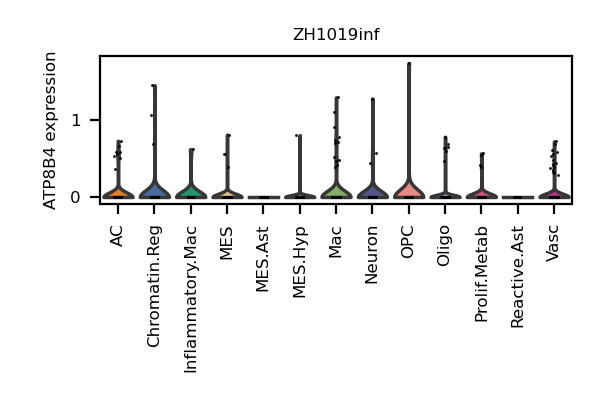 ZH1019inf
ATP8B4 expression
1
0
AC
Chromatin.Reg
Inflammatory.Mac
MES
MES.Ast
MES.Hyp
Mac
Neuron
OPC
Oligo
Prolif.Metab
Reactive.Ast
Vasc